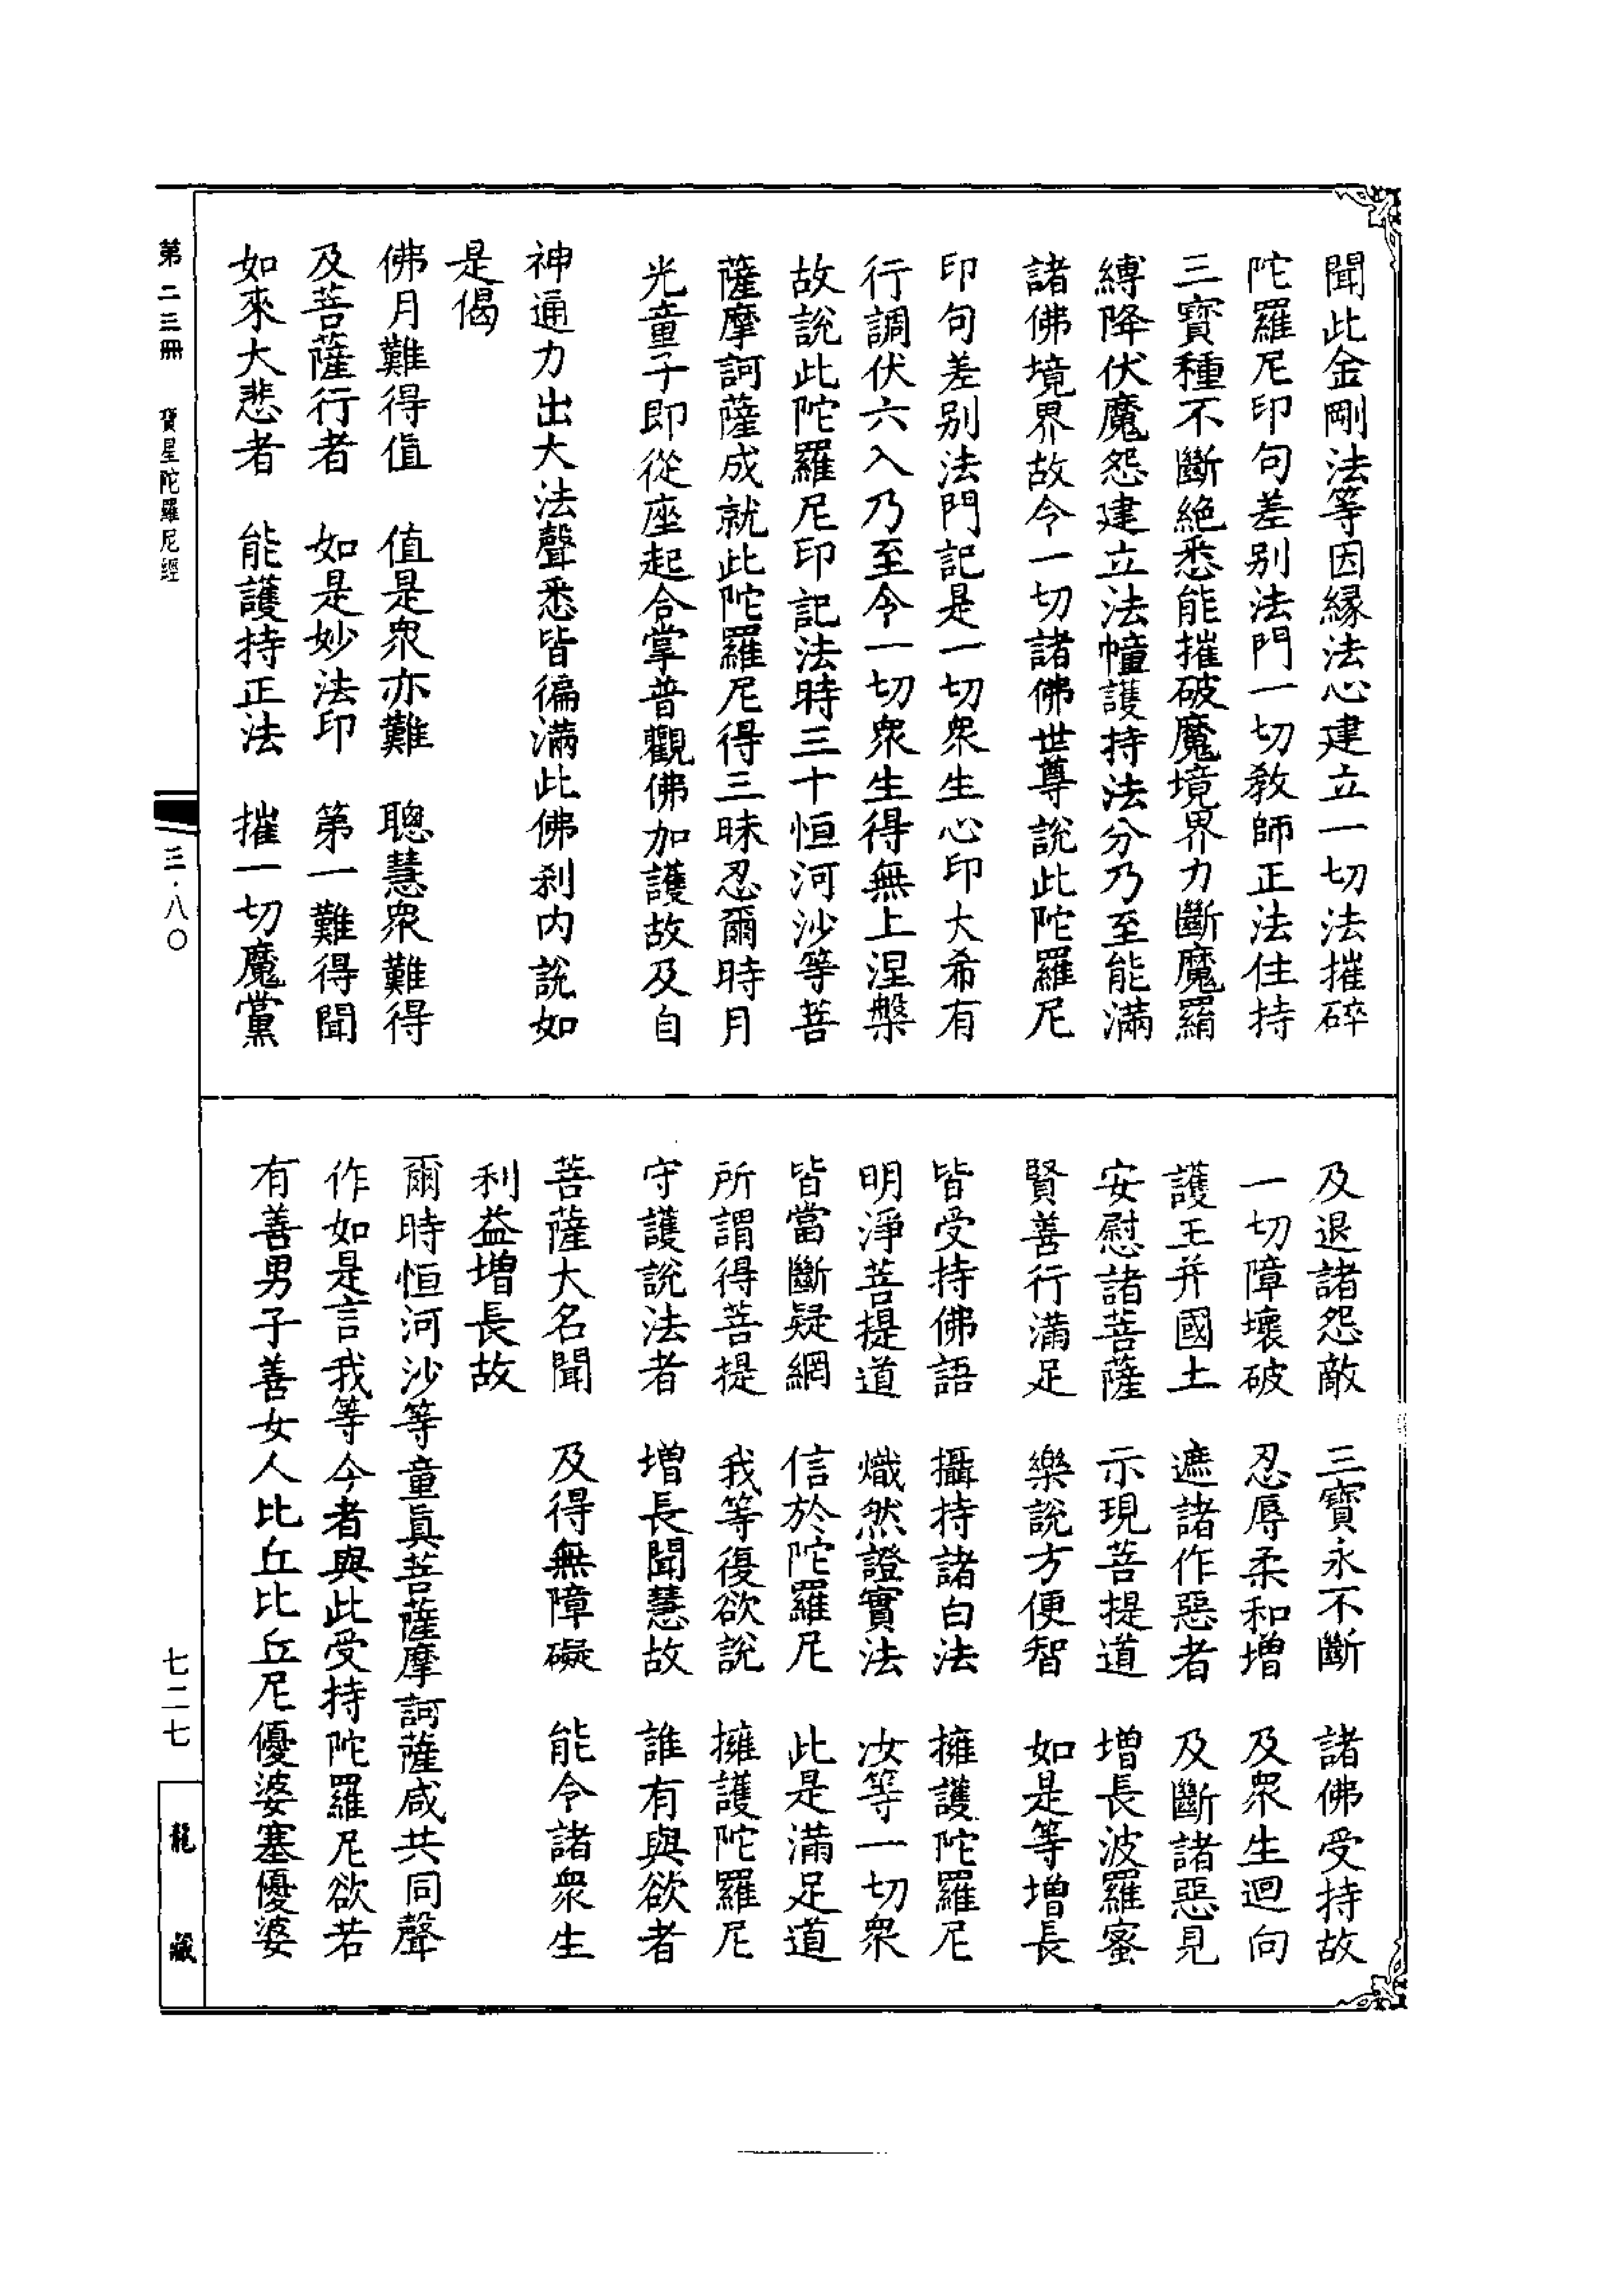 聞此金剛法等因緣法心建立一切法摧碎
陀羅尼印句差別法門一切教師正法住持
三寶種不斷絕悉能摧破魔境界力斷魔羅羂
縛降伏魔怨建立法幢護持法分乃至能滿
諸佛境界故今一切諸佛世尊說此陀羅尼
印句差別法門記是一切眾生心印大希有
行調伏六入乃至令一切眾生得無上涅槃
故說此陀羅尼印記法時三十恒河沙等菩
薩摩訶薩成就此陀羅尼得三昧忍爾時月
光童子即從座起合掌普觀佛加護故及自
神通力出大法聲悉皆徧滿此佛剎內說如
是偈
佛月難得值　值是眾亦難　聰慧眾難得
及菩薩行者　如是妙法印　第一難得聞
如來大悲者　能護持正法　摧一切魔黨
及退諸怨敵　三寶永不斷　諸佛受持故
一切障壞破　忍辱柔和增　及眾生迴向
護王并國土　遮諸作惡者　及斷諸惡見
安慰諸菩薩　示現菩提道　增長波羅蜜
賢善行滿足　樂說方便智　如是等增長
皆受持佛語　攝持諸白法　擁護陀羅尼
明淨菩提道　熾然證實法　汝等一切眾
皆當斷疑網　信於陀羅尼　此是滿足道
所謂得菩提　我等復欲說　擁護陀羅尼
守護說法者　增長聞慧故　誰有與欲者
菩薩大名聞　及得無障礙　能令諸眾生
利益增長故
爾時恒河沙等童眞菩薩摩訶薩咸共同聲
作如是言我等今者與此受持陀羅尼欲若
有善男子善女人比丘比丘尼優婆塞優婆
第二三冊　寶星陀羅尼經
三·八〇
七二七
龍藏